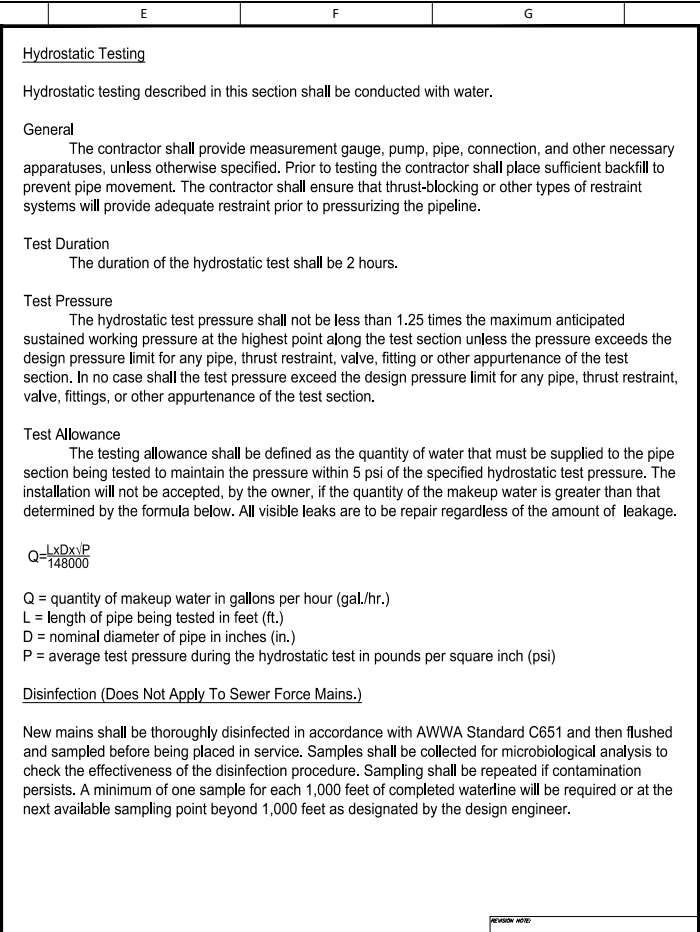 E F G
Hydrostatic Testing
Hydrostatic testing described in this section shall be conducted with water.
General
The contractor shall provide measurement gauge, pump, pipe, connection, and other necessary
apparatuses, unless otherwise specified. Prior to testing the contractor shall place sufficient backfill to
prevent pipe movement. The contractor shall ensure that thrust-blocking or other types of restraint
systems will provide adequate restraint prior to pressurizing the pipeline.
Test Duration
The duration of the hydrostatic test shall be 2 hours.
Test Pressure
The hydrostatic test pressure shall not be less than 1.25 times the maximum anticipated
sustained working pressure at the highest point along the test section unless the pressure exceeds the
design pressure limit for any pipe, thrust restraint, valve, fitting or other appurtenance of the test
section. In no case shall the test pressure exceed the design pressure limit for any pipe, thrust restraint,
valve, fittings, or other appurtenance of the test section.
Test Allowance
The testing allowance shall be defined as the quantity of water that must be supplied to the pipe
section being tested to maintain the pressure within 5 psi of the specified hydrostatic test pressure. The
installation will not be accepted, by the owner, if the quantity of the makeup water is greater than that
determined by the formula below. All visible leaks are to be repair regardless of the amount of leakage.
Q=LxDx√P
148000
Q = quantity of makeup water in gallons per hour (gal./hr.)
L = length of pipe being tested in feet (ft.)
D = nominal diameter of pipe in inches (in.)
P = average test pressure during the hydrostatic test in pounds per square inch (psi)
Disinfection (Does Not Apply To Sewer Force Mains.)
New mains shall be thoroughly disinfected in accordance with AWWA Standard C651 and then flushed
and sampled before being placed in service. Samples shall be collected for microbiological analysis to
check the effectiveness of the disinfection procedure. Sampling shall be repeated if contamination
persists. A minimum of one sample for each 1,000 feet of completed waterline will be required or at the
next available sampling point beyond 1,000 feet as designated by the design engineer.
REVISION NOTE: